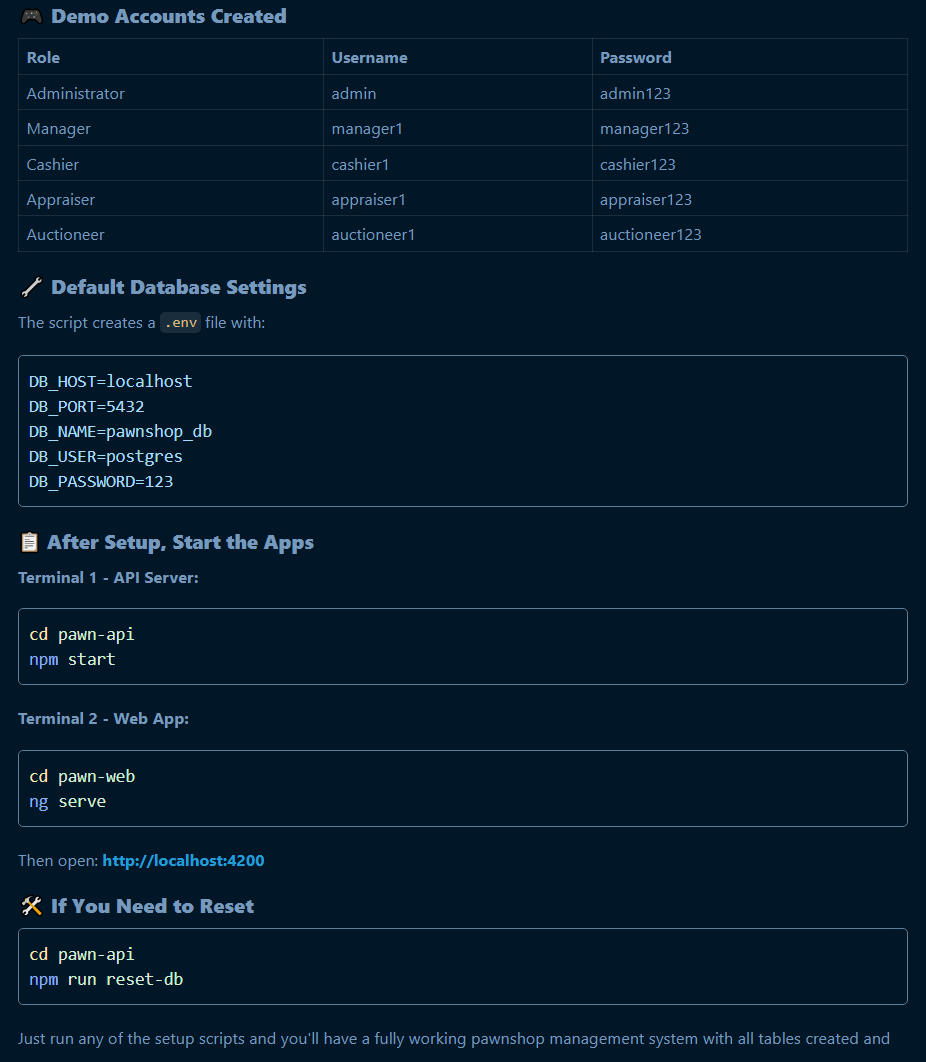 🎮 Demo Accounts Created
Role Username Password
Administrator admin admin123
Manager manager1 manager123
Cashier cashier1 cashier123
Appraiser appraiser1 appraiser123
Auctioneer auctioneer1 auctioneer123
🔧 Default Database Settings
The script creates a .env file with:
DB_HOST=localhost
DB_PORT=5432
DB_NAME=pawnshop_db
DB_USER=postgres
DB_PASSWORD=123
📋 After Setup, Start the Apps
Terminal 1 - API Server:
cd pawn-api
npm start
Terminal 2 - Web App:
cd pawn-web
ng serve
Then open: http://localhost:4200
🛠️ If You Need to Reset
cd pawn-api
npm run reset-db
Just run any of the setup scripts and you'll have a fully working pawnshop management system with all tables created and